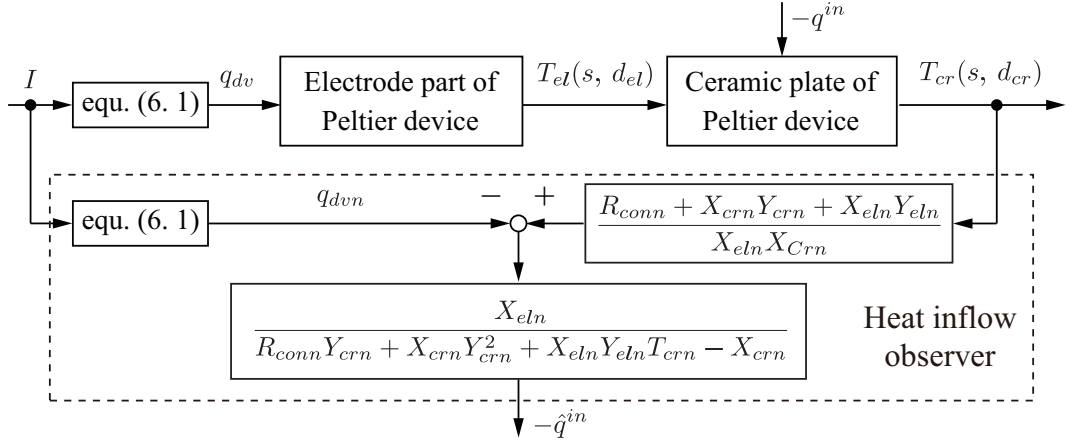 −q^{in}
I
equ. (6. 1)
q_{dv}
Electrode part of
Peltier device
T_{el}(s, d_{el})
Ceramic plate of
Peltier device
T_{cr}(s, d_{cr})
equ. (6. 1)
q_{dvn}
− +
R_{conn} + X_{crn}Y_{crn} + X_{eln}Y_{eln}
X_{eln}X_{Crn}
X_{eln}
R_{conn}Y_{crn} + X_{crn}Y_{crn}^{2} + X_{eln}Y_{eln}T_{crn} − X_{crn}
Heat inflow
observer
−\hat{q}^{in}